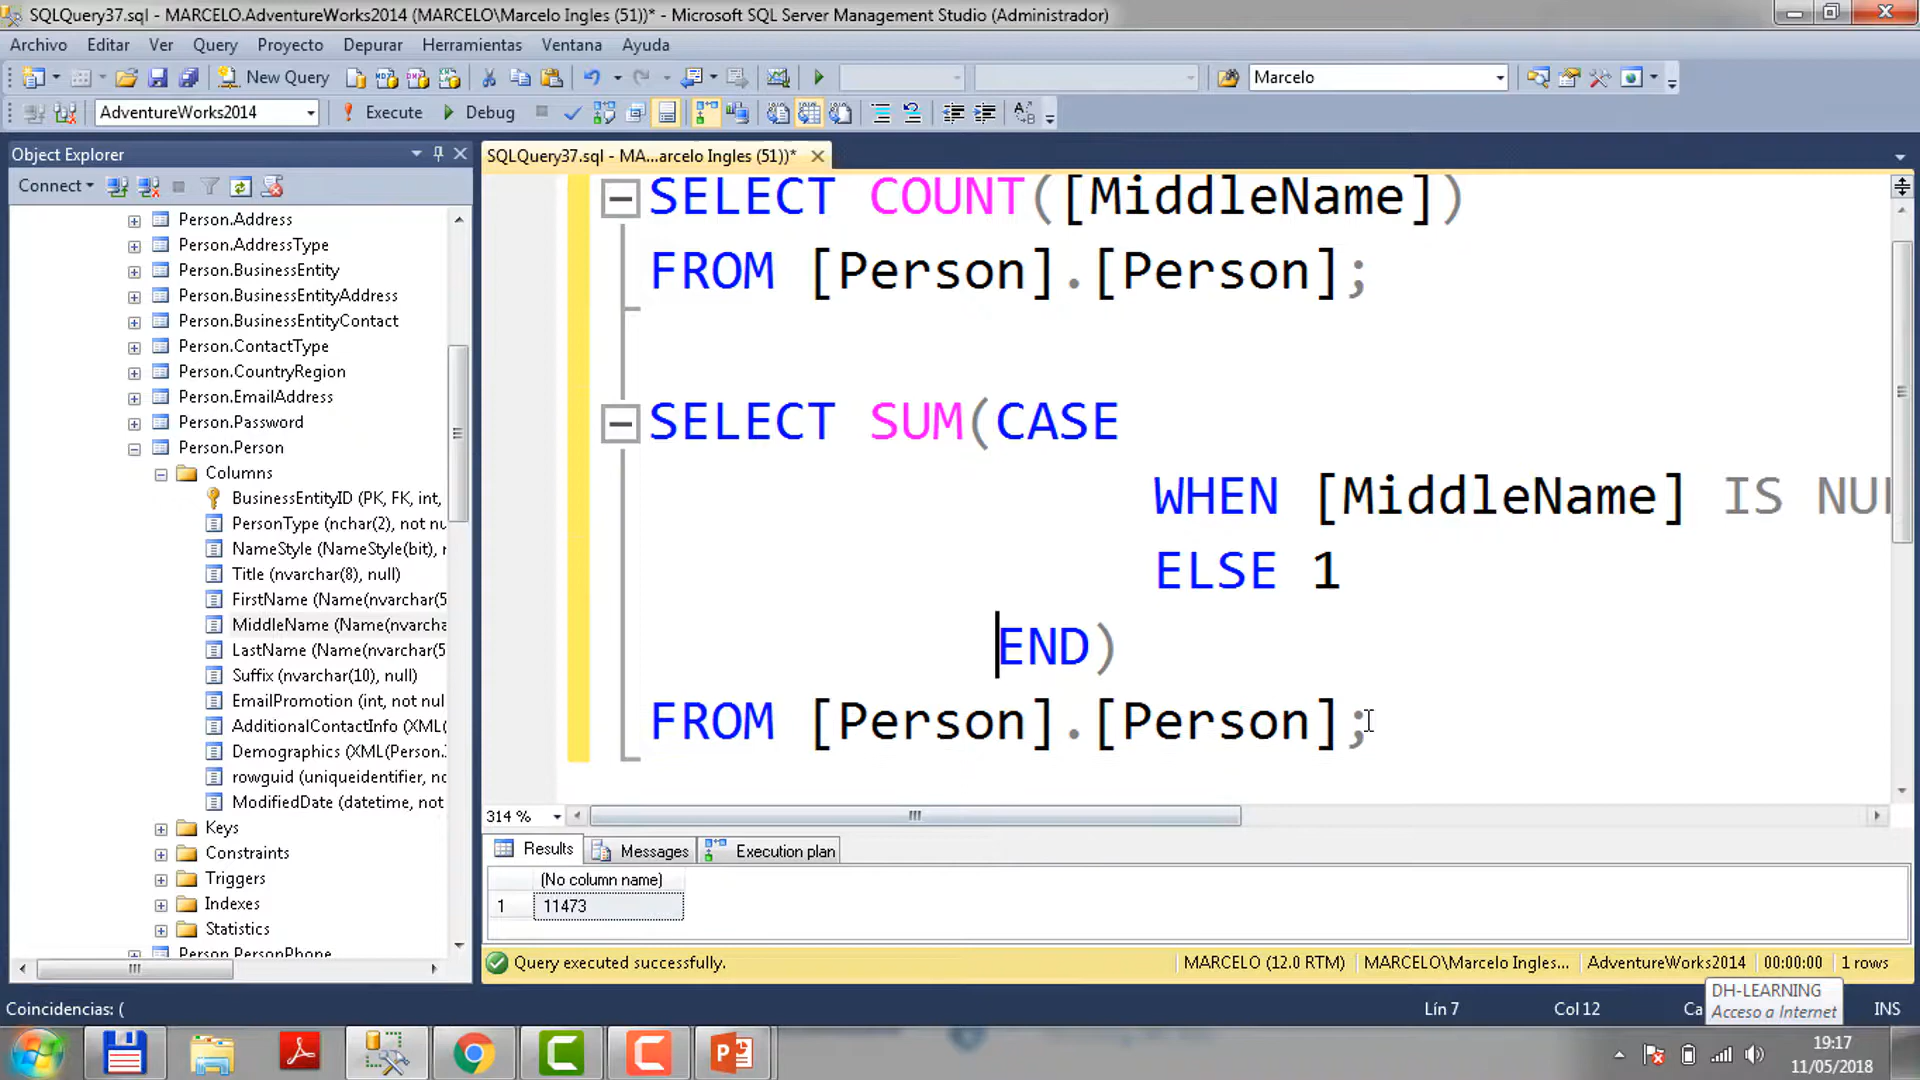 SQLQuery37.sql - MARCELO.AdventureWorks2014 (MARCELO\Marcelo Ingles (51))* - Microsoft SQL Server Management Studio (Administrador)
Archivo Editar Ver Query Proyecto Depurar Herramientas Ventana Ayuda
New Query Marcelo
AdventureWorks2014 Execute Debug
Object Explorer
SQLQuery37.sql - MA...arcelo Ingles (51))*
Connect
Person.Address
Person.AddressType
Person.BusinessEntity
Person.BusinessEntityAddress
Person.BusinessEntityContact
Person.ContactType
Person.CountryRegion
Person.EmailAddress
Person.Password
Person.Person
Columns
BusinessEntityID (PK, FK, int,
PersonType (nchar(2), not nu
NameStyle (NameStyle(bit), 
Title (nvarchar(8), null)
FirstName (Name(nvarchar(5
MiddleName (Name(nvarcha
LastName (Name(nvarchar(5
Suffix (nvarchar(10), null)
EmailPromotion (int, not nul
AdditionalContactInfo (XML(
Demographics (XML(Person.
rowguid (uniqueidentifier, no
ModifiedDate (datetime, not
Keys
Constraints
Triggers
Indexes
Statistics
Person.PersonPhone
SELECT COUNT([MiddleName])
FROM [Person].[Person];
SELECT SUM(CASE
WHEN [MiddleName] IS NUL
ELSE 1
END)
FROM [Person].[Person];
314 %
Results Messages Execution plan
(No column name)
1 11473
Query executed successfully. MARCELO (12.0 RTM) MARCELO\Marcelo Ingles... AdventureWorks2014 00:00:00 1 rows
DH-LEARNING
Acceso a Internet
Coincidencias: ( Lín 7 Col 12 Ca INS
19:17
11/05/2018